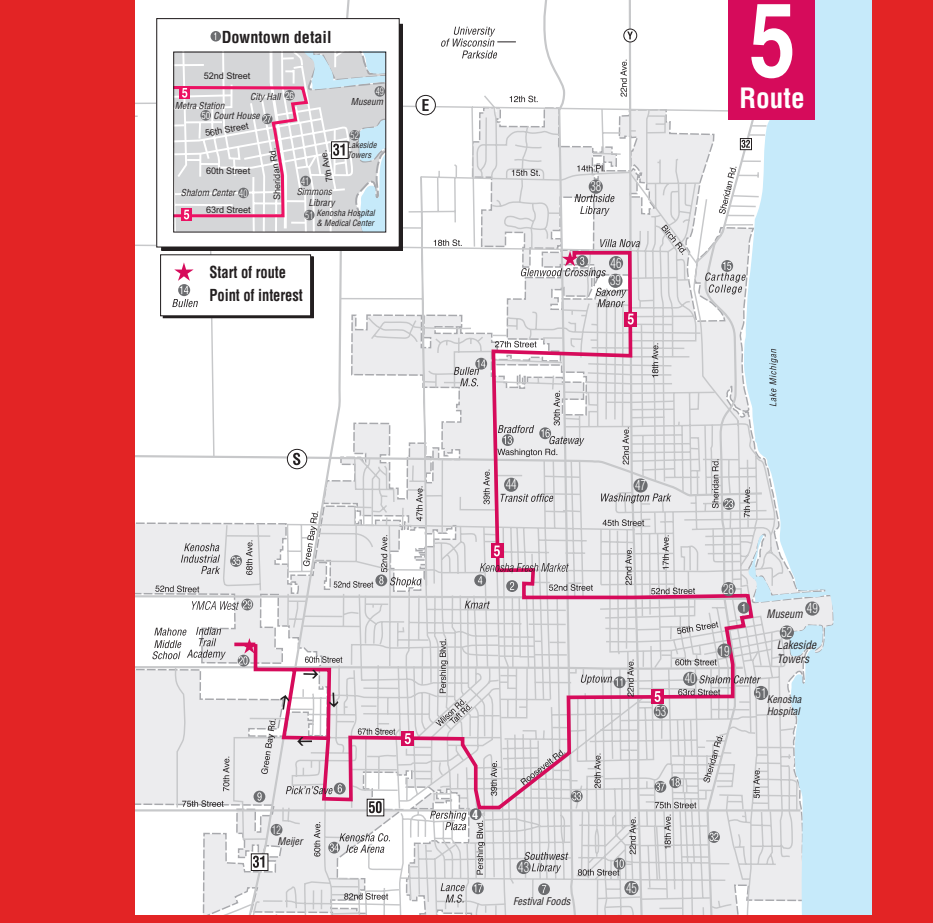 5
Route
1 Downtown detail
52nd Street
5
City Hall
26
49
Museum
Metra Station
50
Court House
27
56th Street
52
Lakeside
Towers
31
7th Ave.
60th Street
Sheridan Rd.
41
Simmons
Library
Shalom Center
40
63rd Street
5
51
Kenosha Hospital
& Medical Center
Start of route
14
Bullen
Point of interest
University
of Wisconsin
Parkside
Y
22nd Ave.
E
12th St.
32
Sheridan Rd.
14th Pl.
15th St.
38
Northside
Library
Birch Rd.
18th St.
Villa Nova
3
46
Glenwood Crossings
39
Saxony
Manor
15
Carthage
College
5
27th Street
18th Ave.
14
Bullen
M.S.
Lake Michigan
30th Ave.
Bradford
13
16
Gateway
Washington Rd.
22nd Ave.
S
39th Ave.
44
Transit office
47
Washington Park
Sheridan Rd.
23
7th Ave.
47th Ave.
45th Street
Green Bay Rd.
52nd Ave.
5
Kenosha Fresh Market
22nd Ave.
17th Ave.
Kenosha
Industrial
Park
35
68th Ave.
52nd Street
52nd Street
8
Shopko
4
2
52nd Street
52nd Street
28
Kmart
YMCA West
29
1
Museum
49
56th Street
52
Lakeside
Towers
Mahone
Middle
School
Indian
Trail
Academy
20
60th Street
19
60th Street
Pershing Blvd.
Uptown
11
22nd Ave.
40
Shalom Center
63rd Street
5
53
51
Kenosha
Hospital
Wilson Rd.
Taft Rd.
67th Street
5
Green Bay Rd.
70th Ave.
Roosevelt Rd.
39th Ave.
26th Ave.
Sheridan Rd.
5th Ave.
Pick'n'Save
6
9
75th Street
50
33
37
18
75th Street
Pershing
Plaza
4
Pershing Blvd.
12
Meijer
60th Ave.
34
Kenosha Co.
Ice Arena
31
22nd Ave.
18th Ave.
32
43
Southwest
Library
10
80th Street
82nd Street
Lance
M.S.
17
7
Festival Foods
45